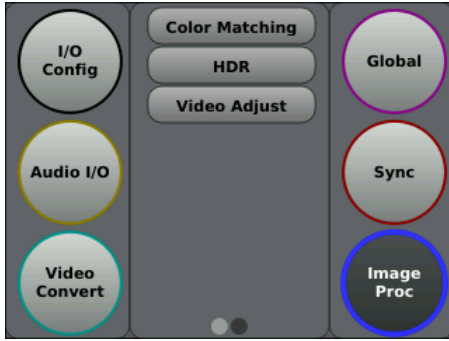 I/O
Config
Audio I/O
Video
Convert
Color Matching
HDR
Video Adjust
Global
Sync
Image
Proc